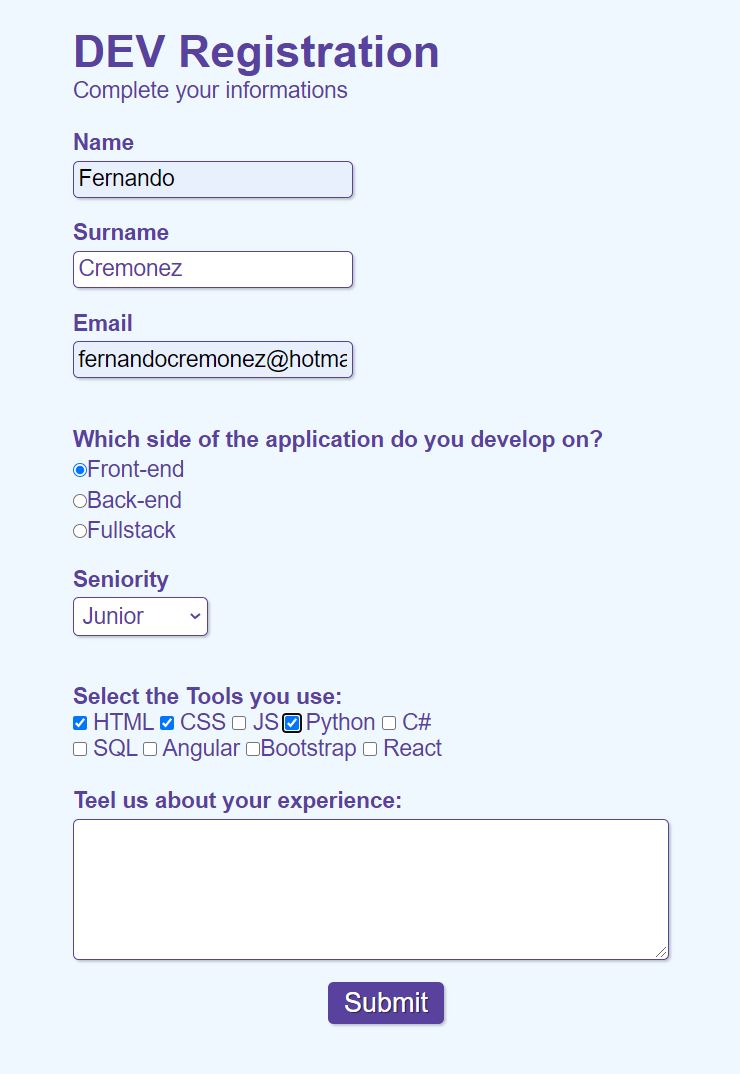 DEV Registration
Complete your informations
Name
Fernando
Surname
Cremonez
Email
fernandocremonez@hotma
Which side of the application do you develop on?
Front-end
Back-end
Fullstack
Seniority
Junior
Select the Tools you use:
HTML CSS JS Python C#
SQL Angular Bootstrap React
Teel us about your experience:
Submit